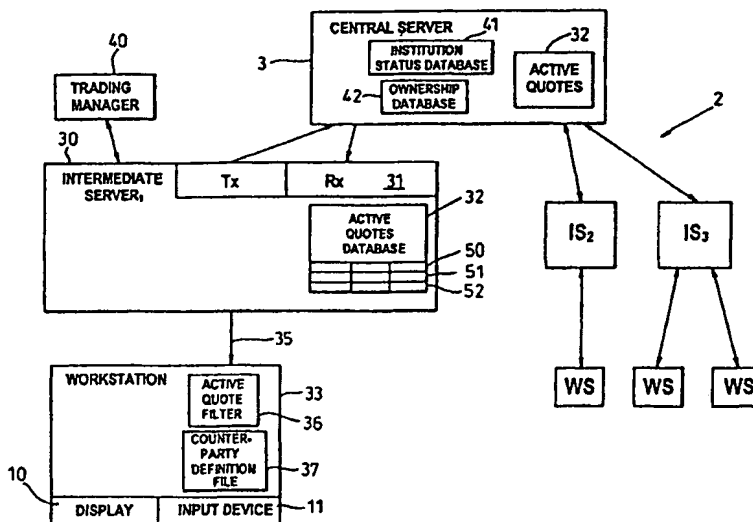 CENTRAL SERVER
41
INSTITUTION
STATUS DATABASE
32
ACTIVE
QUOTES
42
OWNERSHIP
DATABASE
3
40
TRADING
MANAGER
2
30
INTERMEDIATE
SERVER₁
Tx
Rx
31
32
ACTIVE
QUOTES
DATABASE
50
51
52
IS₂
IS₃
35
WORKSTATION
33
ACTIVE
QUOTE
FILTER
36
COUNTER-
PARTY
DEFINITION
FILE
37
10
DISPLAY
INPUT DEVICE
11
WS
WS
WS